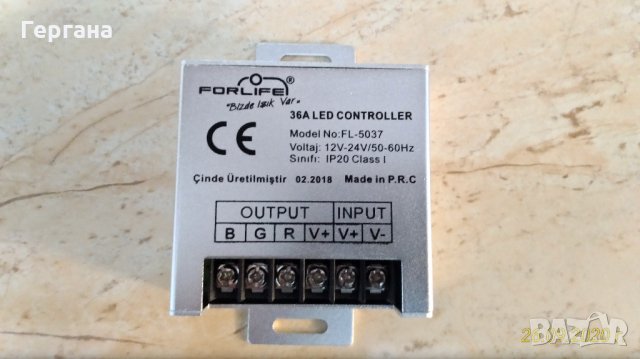 Гергана
FORLIFE ®
"Bizde Işık Var"
36A LED CONTROLLER
Model No:FL-5037
Voltaj: 12V-24V/50-60Hz
Sınıfı: IP20 Class I
CE
Çinde Üretilmiştir 02.2018 Made in P.R.C
OUTPUT INPUT
B G R V+ V+ V-
BAZAR